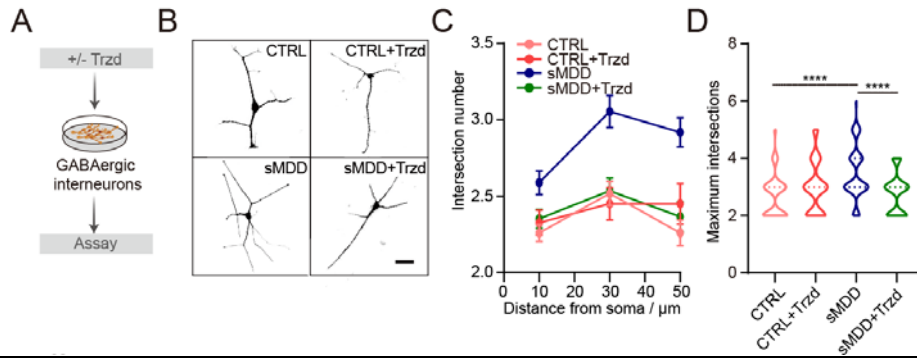 A
+/- Trzd
GABAergic
interneurons
Assay
B
CTRL
CTRL+Trzd
sMDD
sMDD+Trzd
C
Intersection number
3.5
3.0
2.5
2.0
CTRL
CTRL+Trzd
sMDD
sMDD+Trzd
0 10 20 30 40 50
Distance from soma / µm
D
Maximum intersections
8
6
4
2
0
****
****
CTRL
CTRL+Trzd
sMDD
sMDD+Trzd